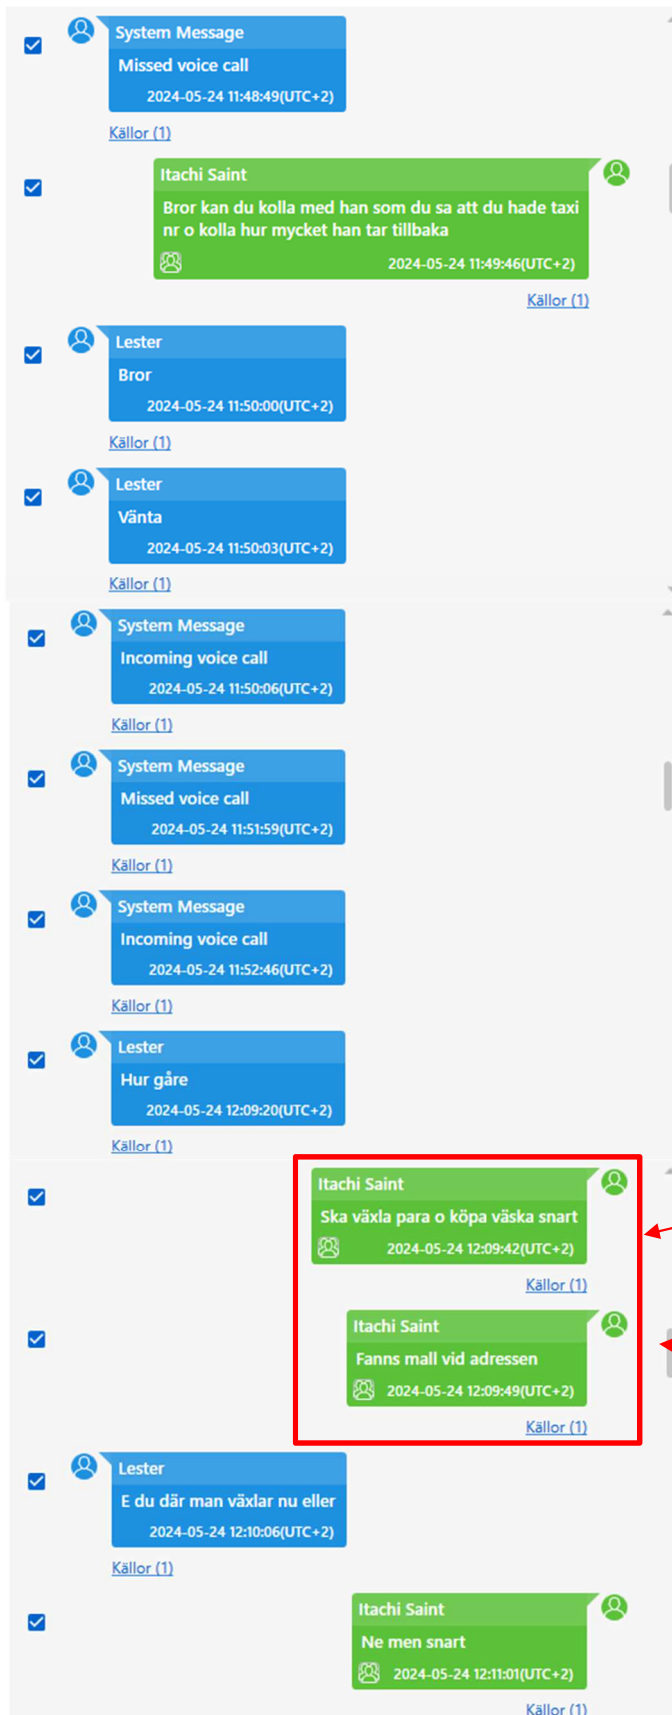 System Message
Missed voice call
2024-05-24 11:48:49(UTC+2)
Källor (1)
Itachi Saint
Bror kan du kolla med han som du sa att du hade taxi
nr o kolla hur mycket han tar tillbaka
2024-05-24 11:49:46(UTC+2)
Källor (1)
Lester
Bror
2024-05-24 11:50:00(UTC+2)
Källor (1)
Lester
Vänta
2024-05-24 11:50:03(UTC+2)
Källor (1)
System Message
Incoming voice call
2024-05-24 11:50:06(UTC+2)
Källor (1)
System Message
Missed voice call
2024-05-24 11:51:59(UTC+2)
Källor (1)
System Message
Incoming voice call
2024-05-24 11:52:46(UTC+2)
Källor (1)
Lester
Hur gåre
2024-05-24 12:09:20(UTC+2)
Källor (1)
Itachi Saint
Ska växla para o köpa väska snart
2024-05-24 12:09:42(UTC+2)
Källor (1)
Itachi Saint
Fanns mall vid adressen
2024-05-24 12:09:49(UTC+2)
Källor (1)
Lester
E du där man växlar nu eller
2024-05-24 12:10:06(UTC+2)
Källor (1)
Itachi Saint
Ne men snart
2024-05-24 12:11:01(UTC+2)
Källor (1)